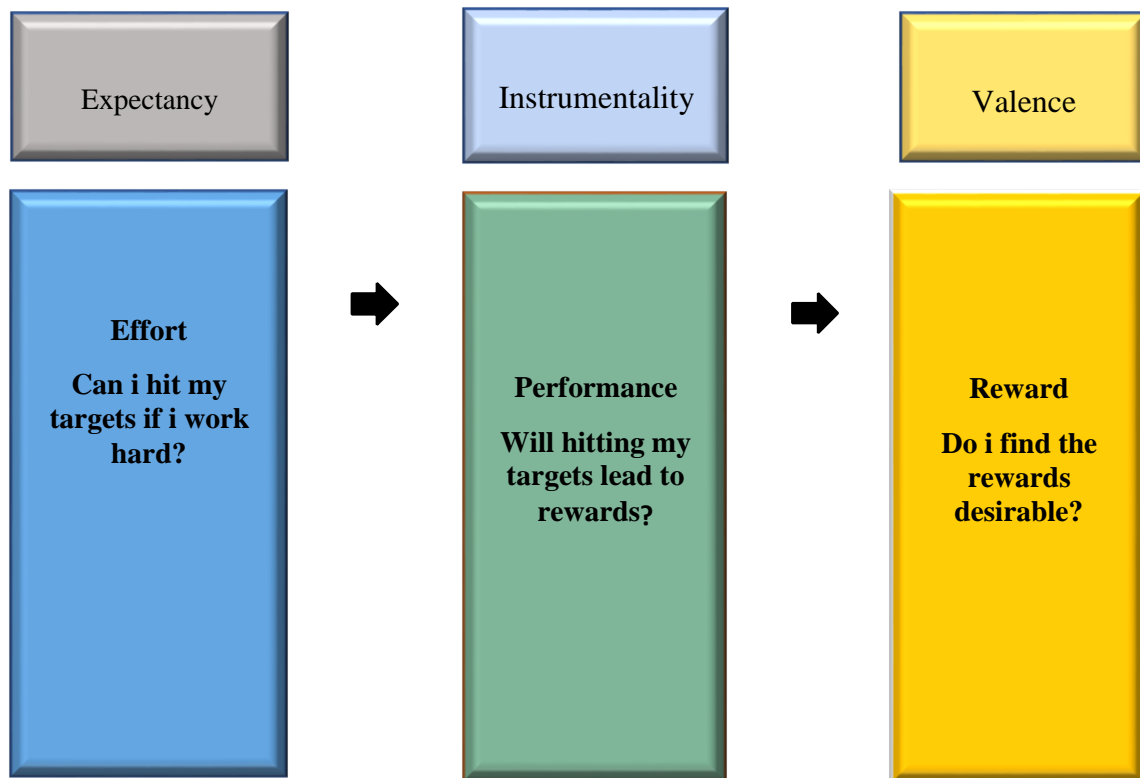 Expectancy
Instrumentality
Valence
Effort
Can i hit my
targets if i work
hard?
Performance
Will hitting my
targets lead to
rewards?
Reward
Do i find the
rewards
desirable?